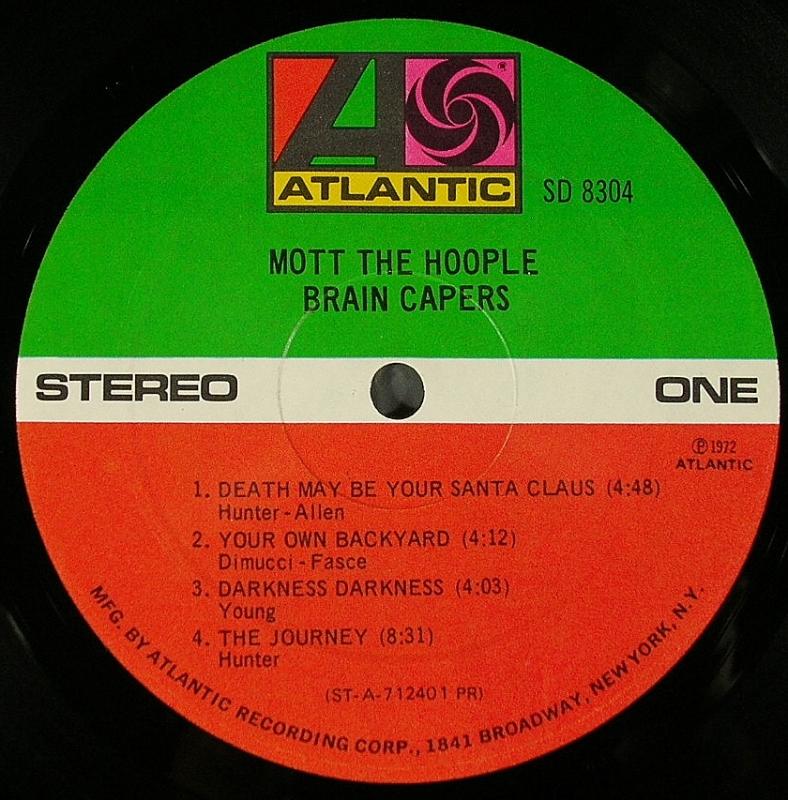 ATLANTIC
SD 8304
MOTT THE HOOPLE
BRAIN CAPERS
STEREO
ONE
℗ 1972
ATLANTIC
1. DEATH MAY BE YOUR SANTA CLAUS (4:48)
Hunter-Allen
2. YOUR OWN BACKYARD (4:12)
Dimucci-Fasce
3. DARKNESS DARKNESS (4:03)
Young
4. THE JOURNEY (8:31)
Hunter
(ST-A-712401 PR)
MFG. BY ATLANTIC RECORDING CORP., 1841 BROADWAY, NEW YORK, N.Y.